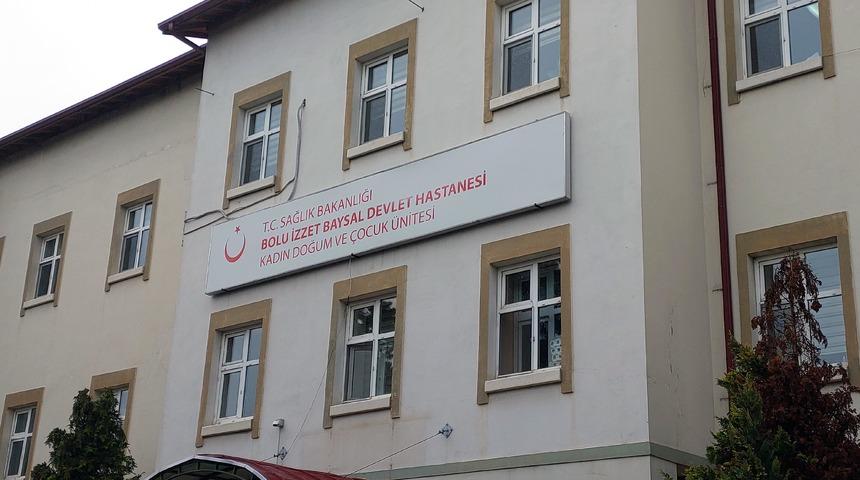 T.C. SAĞLIK BAKANLIĞI
BOLU İZZET BAYSAL DEVLET HASTANESİ
KADIN DOĞUM VE ÇOCUK ÜNİTESİ